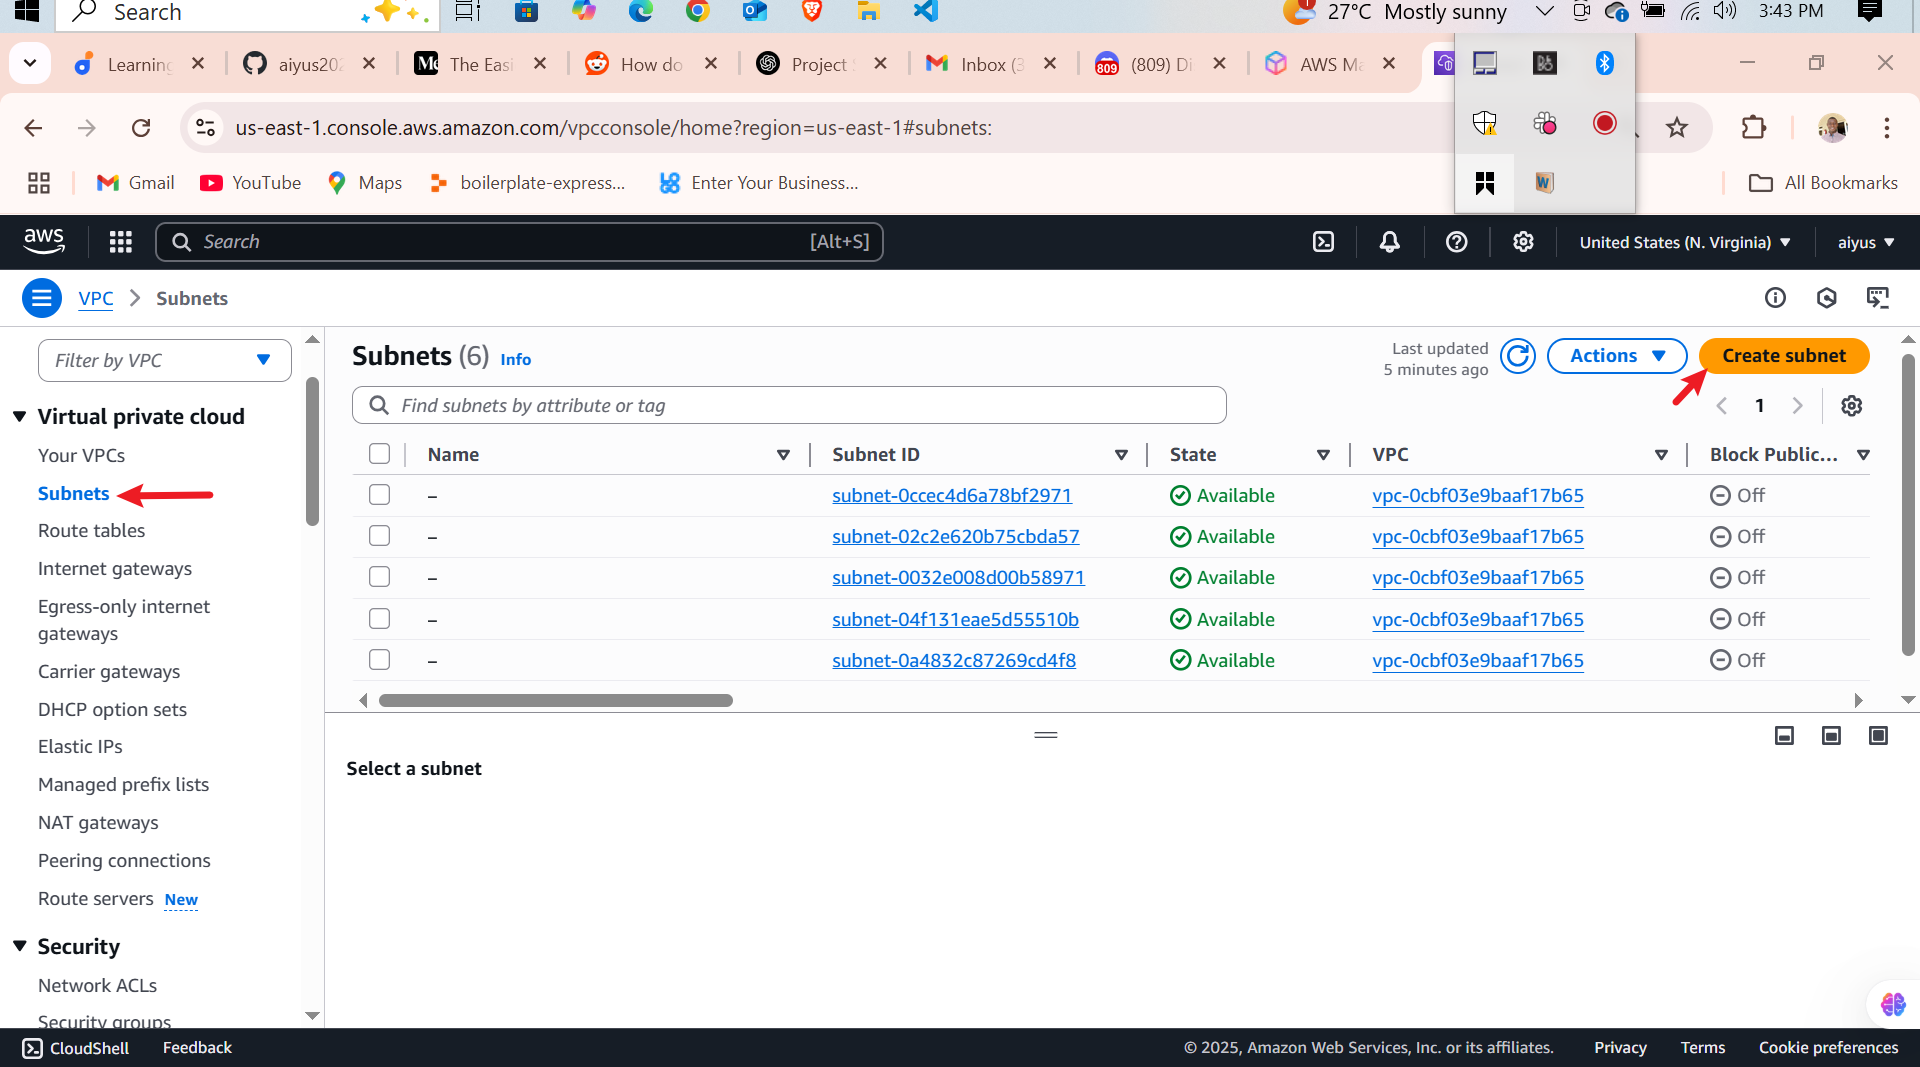 Search
27°C Mostly sunny
3:43 PM
Learning
aiyus202
Me
The Easi
How do
Project S
Inbox (3
809
(809) Di
AWS Ma
us-east-1.console.aws.amazon.com/vpcconsole/home?region=us-east-1#subnets:
Gmail
YouTube
Maps
boilerplate-express...
Enter Your Business...
All Bookmarks
aws
Search
[Alt+S]
United States (N. Virginia)
aiyus
VPC
Subnets
Filter by VPC
Virtual private cloud
Your VPCs
Subnets
Route tables
Internet gateways
Egress-only internet
gateways
Carrier gateways
DHCP option sets
Elastic IPs
Managed prefix lists
NAT gateways
Peering connections
Route servers New
Security
Network ACLs
Security groups
Subnets (6) Info
Last updated
5 minutes ago
Actions
Create subnet
Find subnets by attribute or tag
1
Name Subnet ID State VPC Block Public...
– subnet-0ccec4d6a78bf2971 Available vpc-0cbf03e9baaf17b65 Off
– subnet-02c2e620b75cbda57 Available vpc-0cbf03e9baaf17b65 Off
– subnet-0032e008d00b58971 Available vpc-0cbf03e9baaf17b65 Off
– subnet-04f131eae5d55510b Available vpc-0cbf03e9baaf17b65 Off
– subnet-0a4832c87269cd4f8 Available vpc-0cbf03e9baaf17b65 Off
Select a subnet
CloudShell
Feedback
© 2025, Amazon Web Services, Inc. or its affiliates.
Privacy
Terms
Cookie preferences